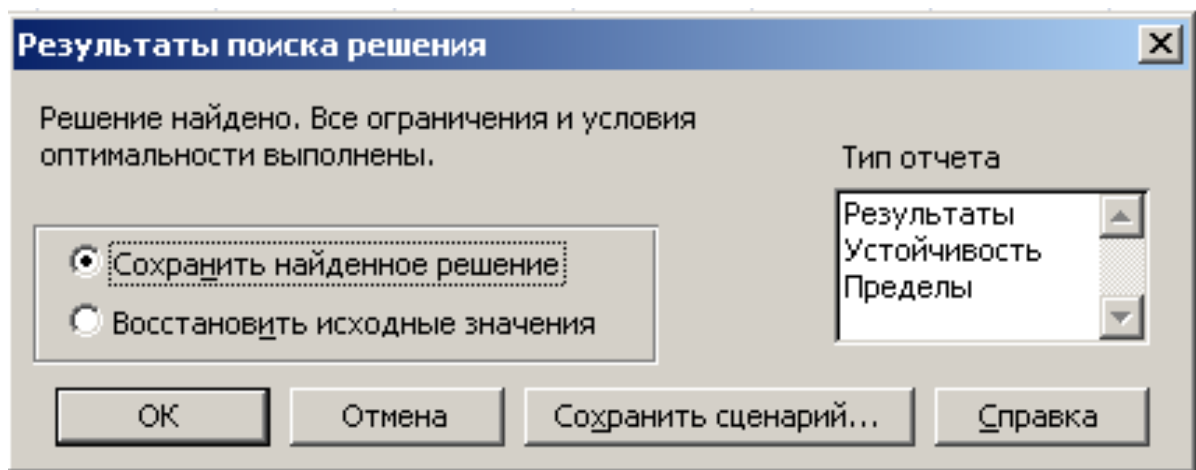 Результаты поиска решения
Решение найдено. Все ограничения и условия
оптимальности выполнены.
Тип отчета
Результаты
Устойчивость
Пределы
Сохранить найденное решение
Восстановить исходные значения
ОК
Отмена
Сохранить сценарий...
Справка